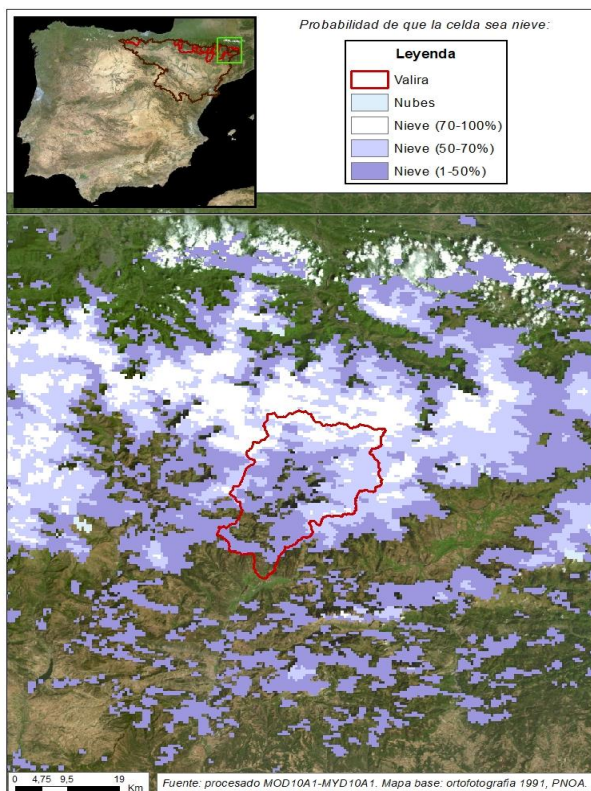 Probabilidad de que la celda sea nieve:
Leyenda
Valira
Nubes
Nieve (70-100%)
Nieve (50-70%)
Nieve (1-50%)
0 4,75 9,5 19
Km
Fuente: procesado MOD10A1-MYD10A1. Mapa base: ortofotografia 1991, PNOA.